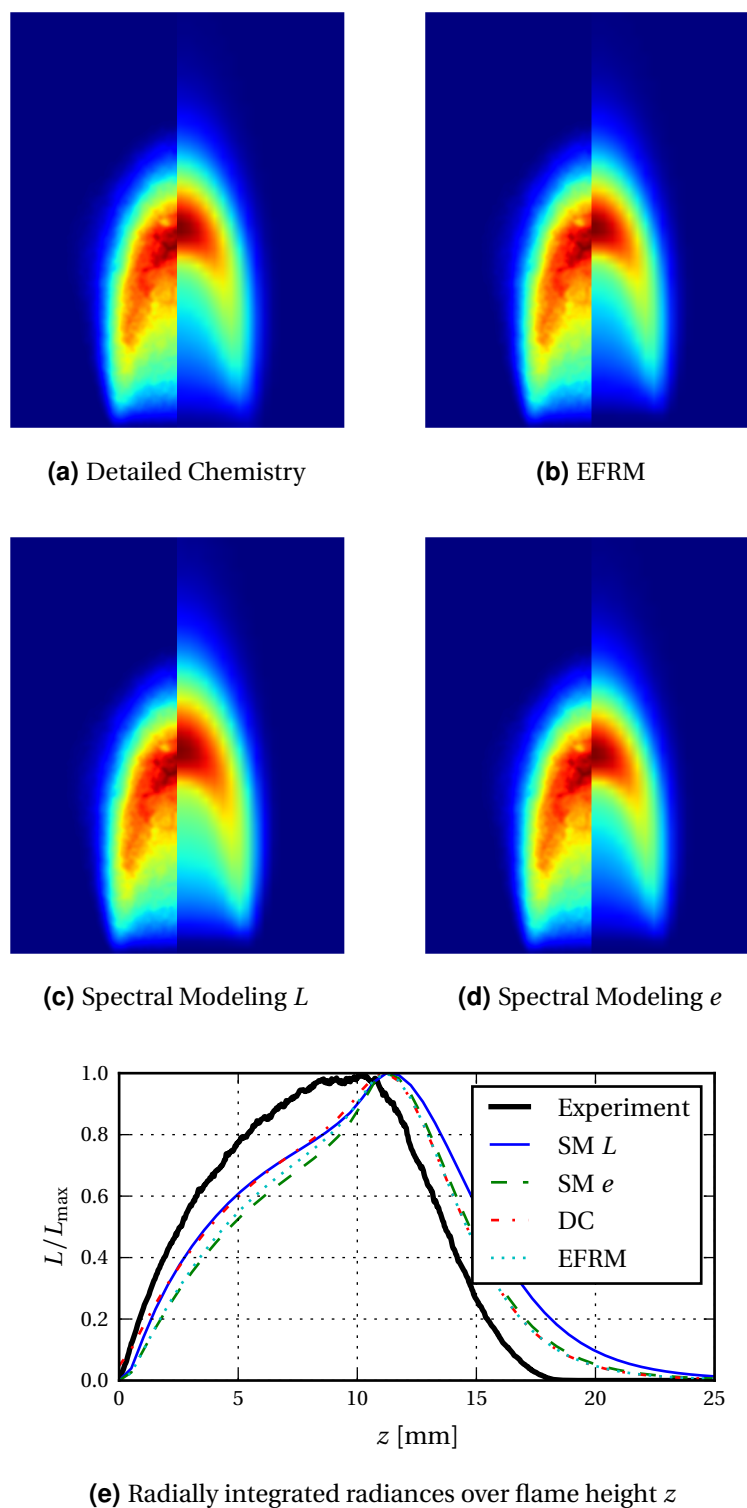 (a) Detailed Chemistry
(b) EFRM
(c) Spectral Modeling L
(d) Spectral Modeling e
1.0
0.8
0.6
0.4
0.2
0.0
L/Lmax
Experiment
SM L
SM e
DC
EFRM
0 5 10 15 20 25
z [mm]
(e) Radially integrated radiances over flame height z